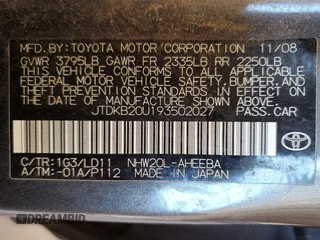 MFD.BY:TOYOTA MOTOR CORPORATION 11/08
GVWR 3795LB GAWR FR 2335LB RR 2250LB
THIS VEHICLE CONFORMS TO ALL APPLICABLE
FEDERAL MOTOR VEHICLE SAFETY,BUMPER,AND
THEFT PREVENTION STANDARDS IN EFFECT ON
THE DATE OF MANUFACTURE SHOWN ABOVE.
JTDKB20U193502027 PASS.CAR
TOYOTA
C/TR:1G3/LD11 NHW20L-AHEEBA
A/TM:-01A/P112 MADE IN JAPAN
DREAMBID